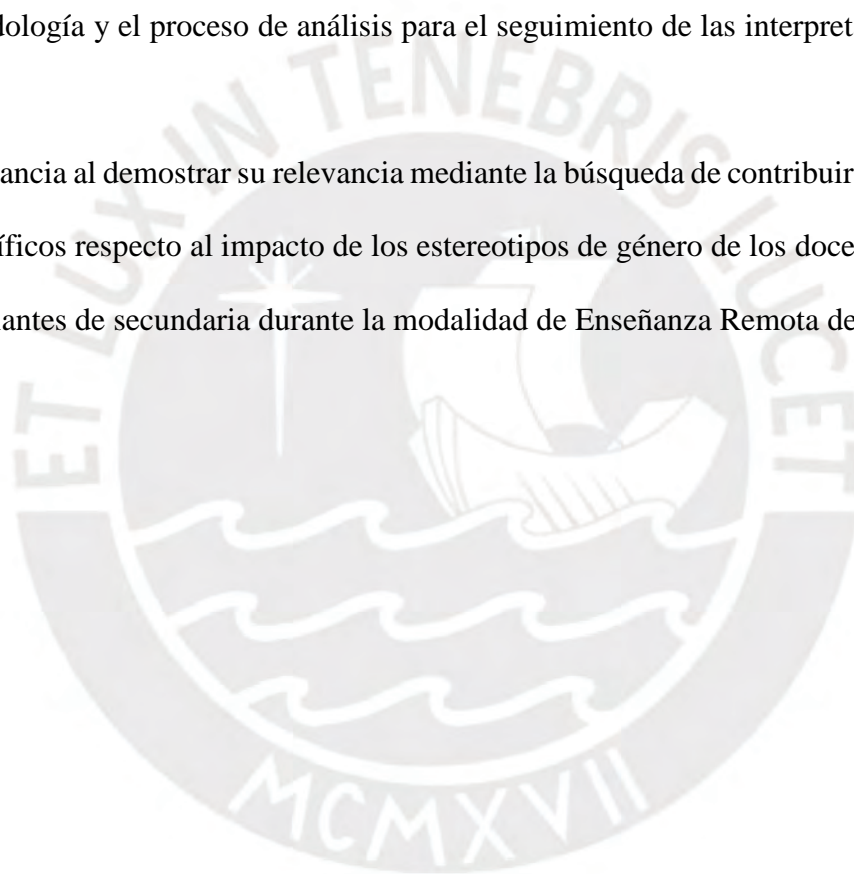 dología y el proceso de análisis para el seguimiento de las interpret
ancia al demostrar su relevancia mediante la búsqueda de contribuir
íficos respecto al impacto de los estereotipos de género de los doce
antes de secundaria durante la modalidad de Enseñanza Remota de
ET LUX IN TENEBRIS LUCET
MCMXVII